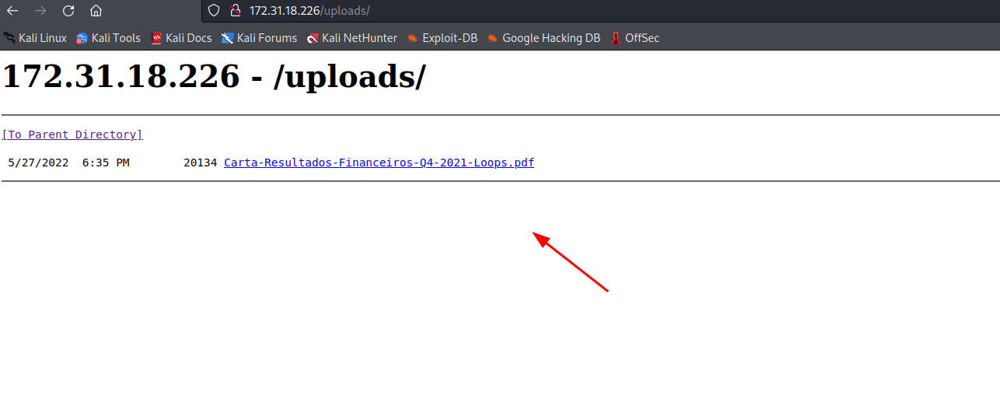 172.31.18.226/uploads/
Kali Linux Kali Tools Kali Docs Kali Forums Kali NetHunter Exploit-DB Google Hacking DB OffSec
172.31.18.226 - /uploads/
[To Parent Directory]
5/27/2022 6:35 PM 20134 Carta-Resultados-Financeiros-Q4-2021-Loops.pdf